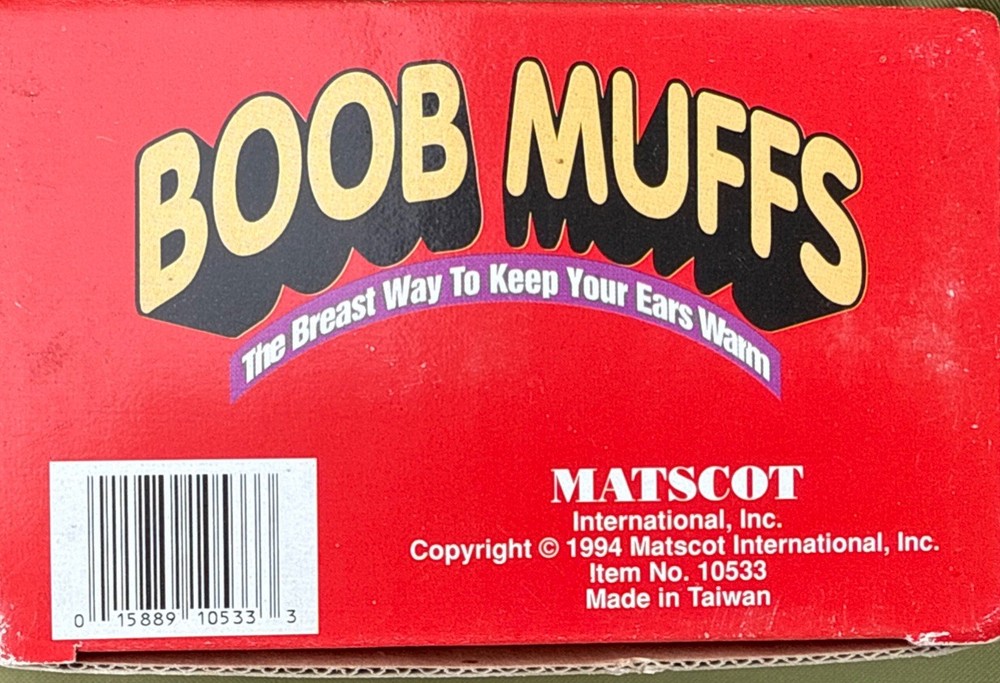 BOOB MUFFS
The Breast Way To Keep Your Ears Warm
MATSCOT
International, Inc.
Copyright © 1994 Matscot International, Inc.
Item No. 10533
Made in Taiwan
0 15889 10533 3